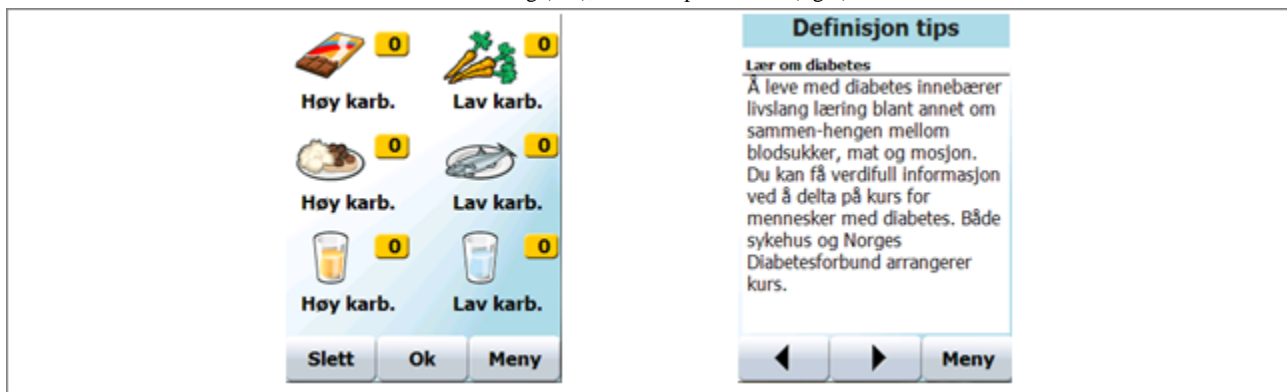 0
0
Høy karb.
Lav karb.
0
0
Høy karb.
Lav karb.
0
0
Høy karb.
Lav karb.
Slett
Ok
Meny
Definisjon tips
Lær om diabetes
Å leve med diabetes innebærer
livslang læring blant annet om
sammen-hengen mellom
blodsukker, mat og mosjon.
Du kan få verdifull informasjon
ved å delta på kurs for
mennesker med diabetes. Både
sykehus og Norges
Diabetesforbund arrangerer
kurs.
Meny